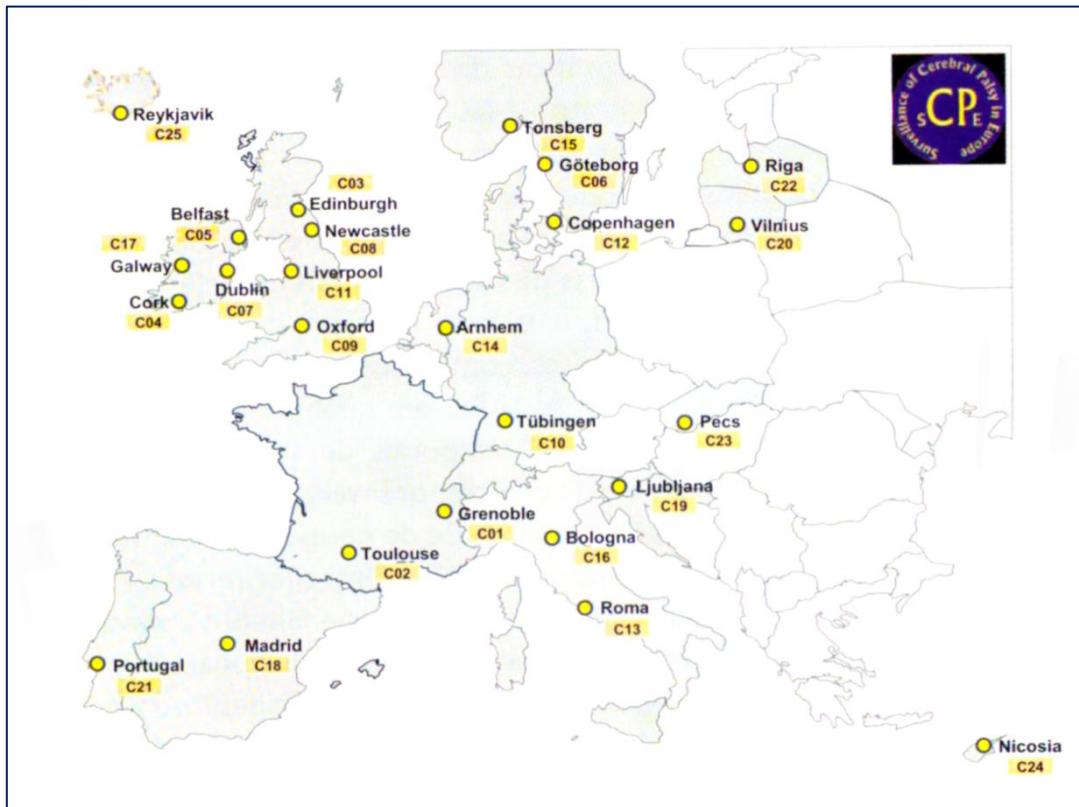 Surveillance of Cerebral Palsy in Europe
SCPE
Reykjavik
C25
Tonsberg
C15
Göteborg
C06
Riga
C22
C03
Edinburgh
Belfast
C05
Newcastle
C08
Copenhagen
C12
Vilnius
C20
C17
Galway
Dublin
C07
Liverpool
C11
Cork
C04
Oxford
C09
Arnhem
C14
Tübingen
C10
Pecs
C23
Ljubljana
C19
Grenoble
C01
Bologna
C16
Toulouse
C02
Roma
C13
Madrid
C18
Portugal
C21
Nicosia
C24